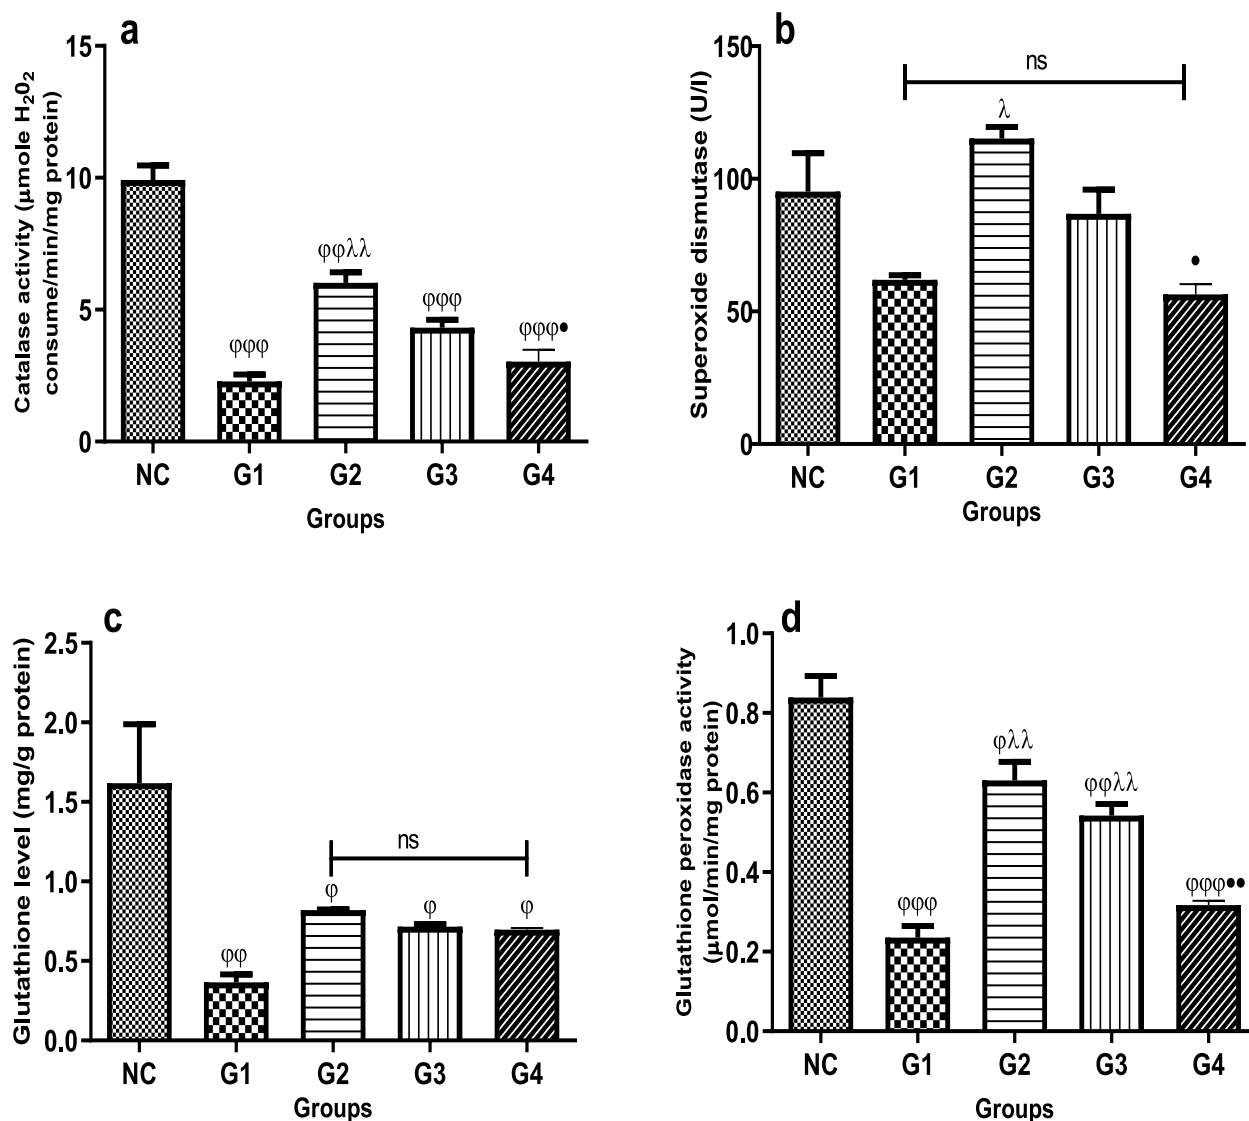 a
Catalase activity (μmole H₂0₂
consume/min/mg protein)
15
10
5
0
φφφ
φφλλ
φφφ
φφφ•
NC G1 G2 G3 G4
Groups
b
Superoxide dismutase (U/l)
150
100
50
0
ns
λ
•
NC G1 G2 G3 G4
Groups
c
Glutathione level (mg/g protein)
2.5
2.0
1.5
1.0
0.5
0.0
ns
φφ
φ
φ
φ
NC G1 G2 G3 G4
Groups
d
Glutathione peroxidase activity
(μmol/min/mg protein)
1.0
0.8
0.6
0.4
0.2
0.0
φφφ
φλλ
φφλλ
φφφ••
NC G1 G2 G3 G4
Groups